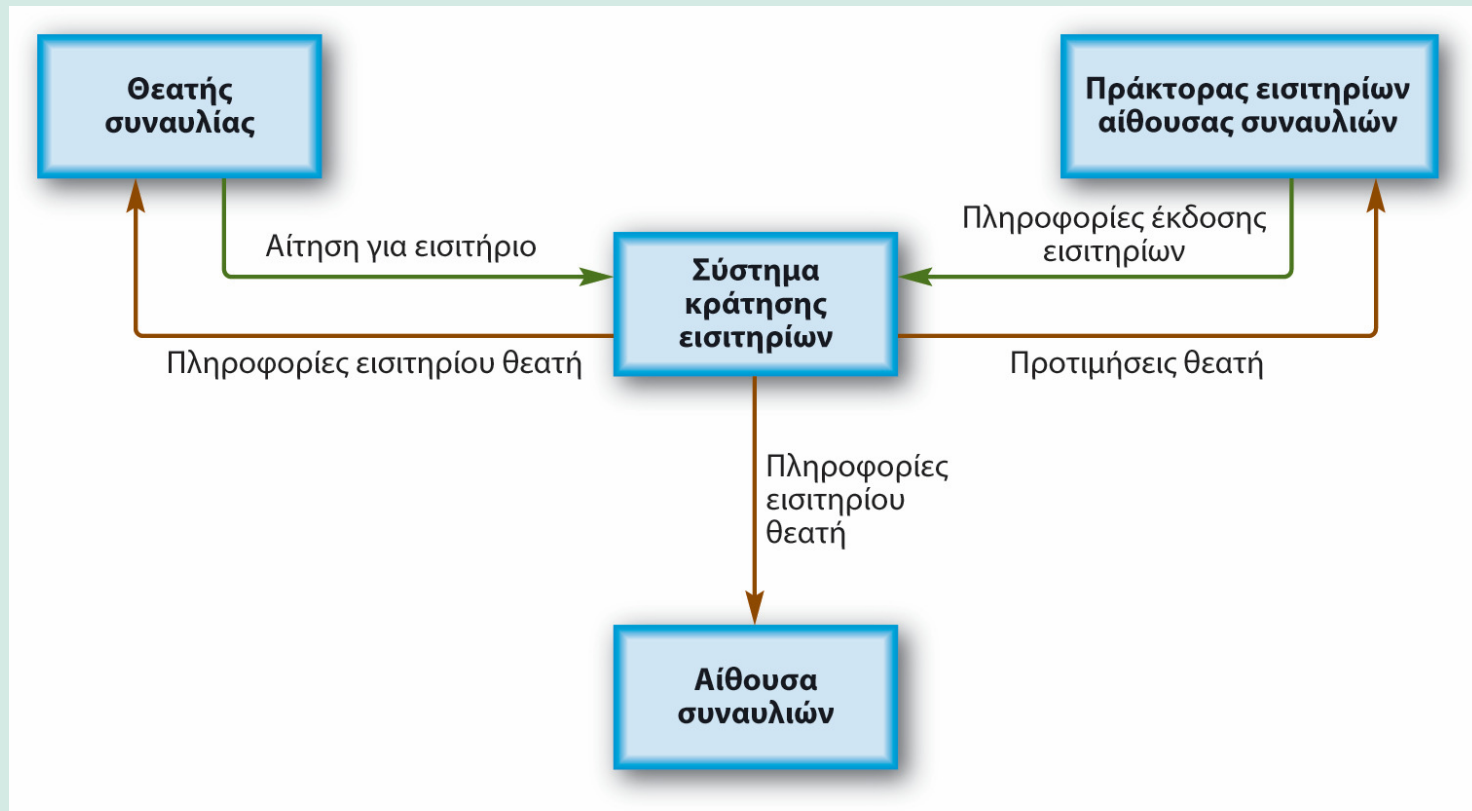 Θεατής
συναυλίας
Πράκτορας εισιτηρίων
αίθουσας συναυλιών
Αίτηση για εισιτήριο
Πληροφορίες έκδοσης
εισιτηρίων
Σύστημα
κράτησης
εισιτηρίων
Πληροφορίες εισιτηρίου θεατή
Προτιμήσεις θεατή
Πληροφορίες
εισιτηρίου
θεατή
Αίθουσα
συναυλιών